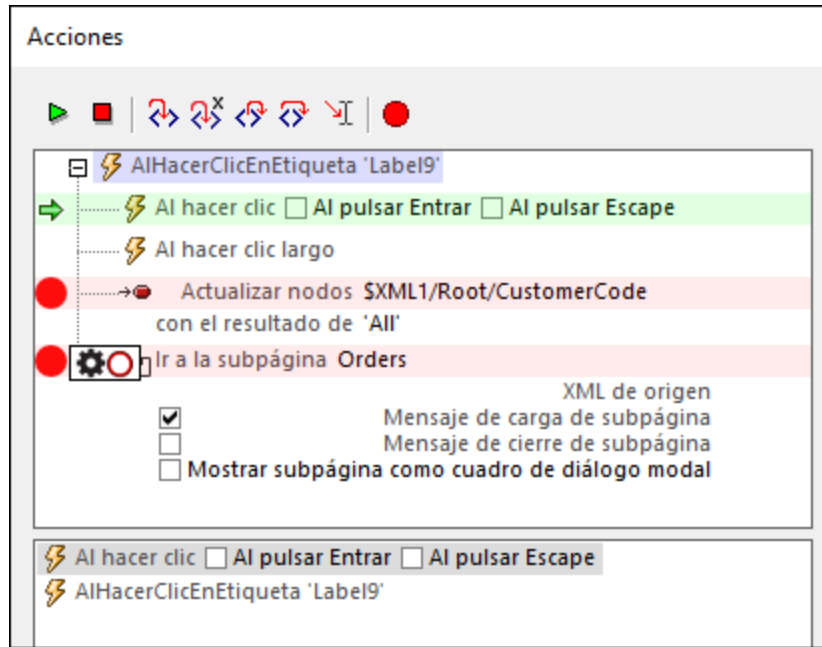 Acciones
AlHacerClicEnEtiqueta 'Label9'
Al hacer clic Al pulsar Entrar Al pulsar Escape
Al hacer clic largo
Actualizar nodos $XML1/Root/CustomerCode
con el resultado de 'All'
Ir a la subpágina Orders
XML de origen
Mensaje de carga de subpágina
Mensaje de cierre de subpágina
Mostrar subpágina como cuadro de diálogo modal
Al hacer clic Al pulsar Entrar Al pulsar Escape
AlHacerClicEnEtiqueta 'Label9'